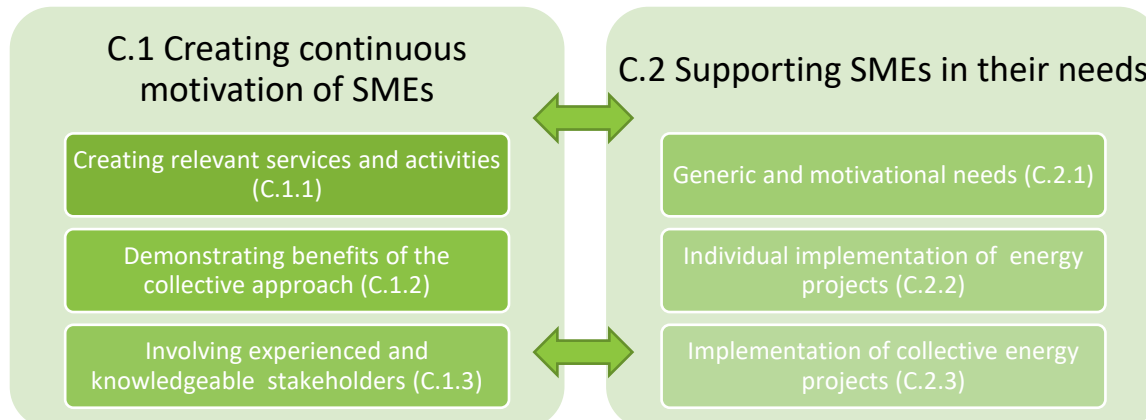 C.1 Creating continuous
motivation of SMEs
Creating relevant services and activities
(C.1.1)
Demonstrating benefits of the
collective approach (C.1.2)
Involving experienced and
knowledgeable stakeholders (C.1.3)
C.2 Supporting SMEs in their needs
Generic and motivational needs (C.2.1)
Individual implementation of energy
projects (C.2.2)
Implementation of collective energy
projects (C.2.3)